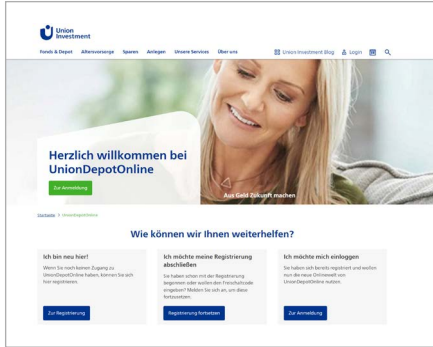 Union
Investment
Fonds & Depot Altersvorsorge Sparen Anlegen Unsere Services Über uns Union Investment Blog Login
Herzlich willkommen bei
UnionDepotOnline
Zur Anmeldung
Aus Geld Zukunft machen
Startseite > UnionDepotOnline
Wie können wir Ihnen weiterhelfen?
Ich bin neu hier!
Wenn Sie noch keinen Zugang zu
UnionDepotOnline haben, können Sie sich
hier registrieren.
Zur Registrierung
Ich möchte meine Registrierung
abschließen
Sie haben schon mit der Registrierung
begonnen oder wollen den Freischaltcode
eingeben? Melden Sie sich an, um diese
fortzusetzen.
Registrierung fortsetzen
Ich möchte mich einloggen
Sie haben sich bereits registriert und wollen
nun die neue Onlinewelt von
UnionDepotOnline nutzen.
Zur Anmeldung